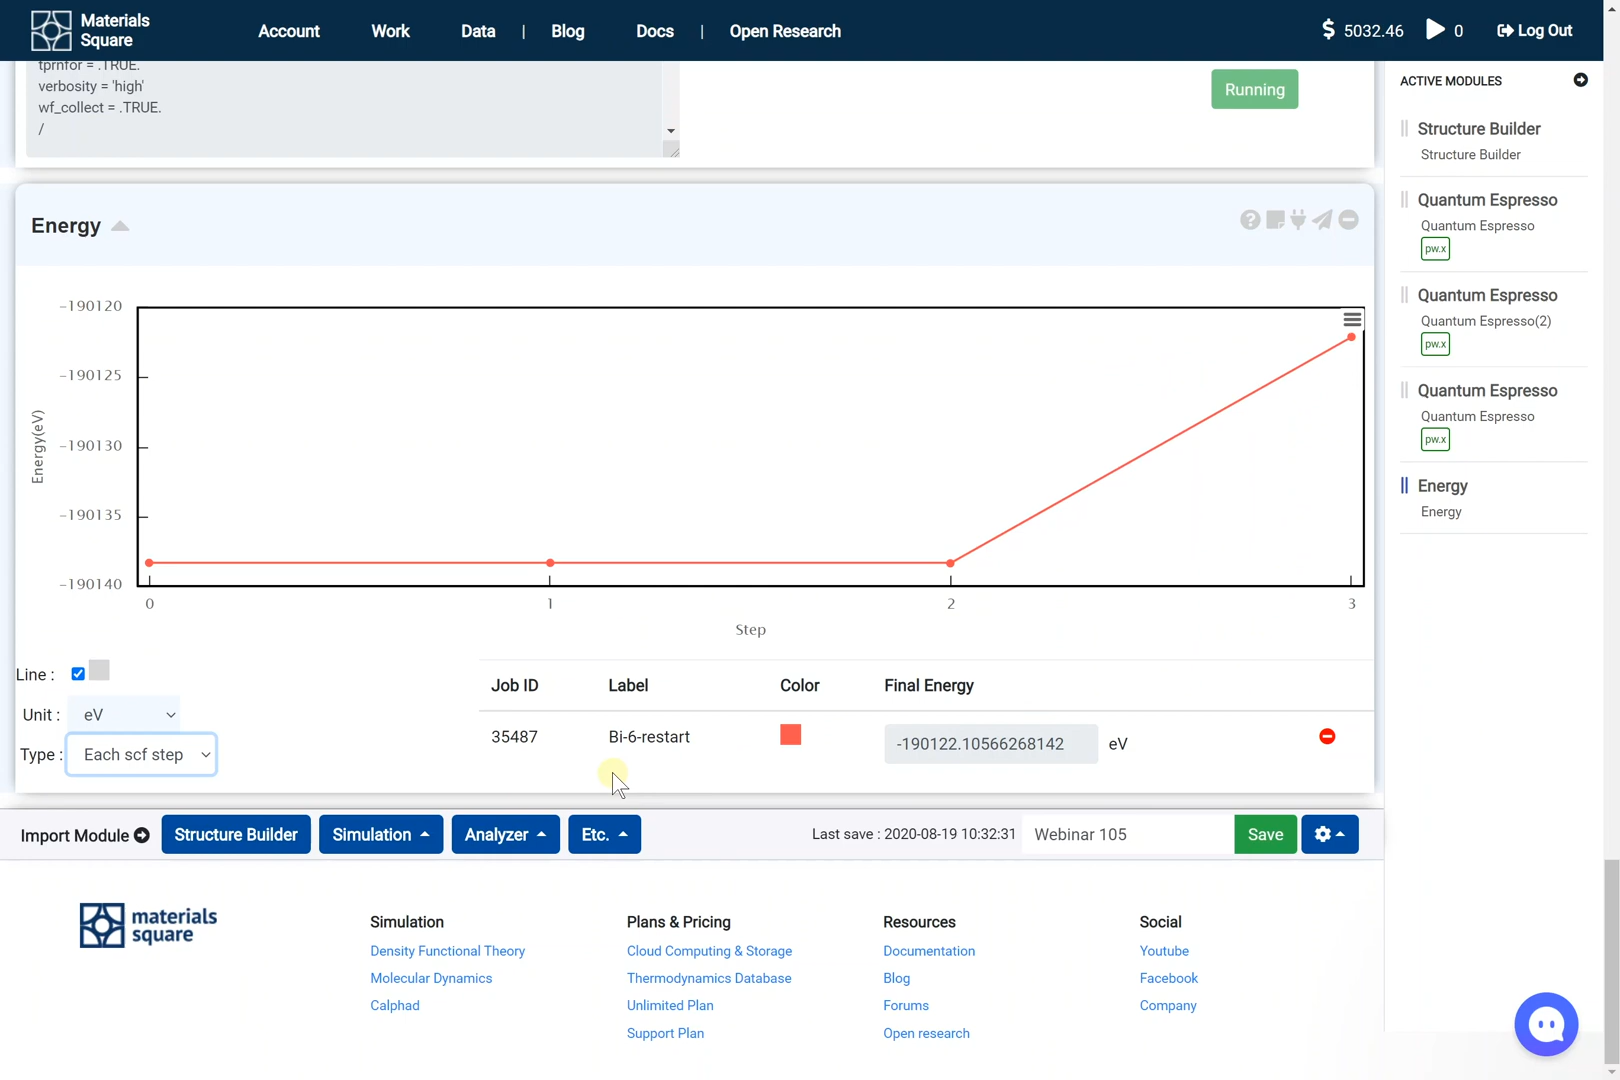 Materials
Square
Account
Work
Data
|
Blog
Docs
|
Open Research
$ 5032.46
0
Log Out
tprnfor = .TRUE.
verbosity = 'high'
wf_collect = .TRUE.
/
Running
ACTIVE MODULES
Structure Builder
Structure Builder
Quantum Espresso
Quantum Espresso
pw.x
Quantum Espresso
Quantum Espresso(2)
pw.x
Quantum Espresso
Quantum Espresso
pw.x
Energy
Energy
Energy
-190120
-190125
-190130
-190135
-190140
Energy(eV)
0
1
2
3
Step
Line :
Unit : eV
Type : Each scf step
Job ID
Label
Color
Final Energy
35487
Bi-6-restart
-190122.10566268142
eV
Import Module
Structure Builder
Simulation
Analyzer
Etc.
Last save : 2020-08-19 10:32:31
Webinar 105
Save
materials
square
Simulation
Density Functional Theory
Molecular Dynamics
Calphad
Plans & Pricing
Cloud Computing & Storage
Thermodynamics Database
Unlimited Plan
Support Plan
Resources
Documentation
Blog
Forums
Open research
Social
Youtube
Facebook
Company